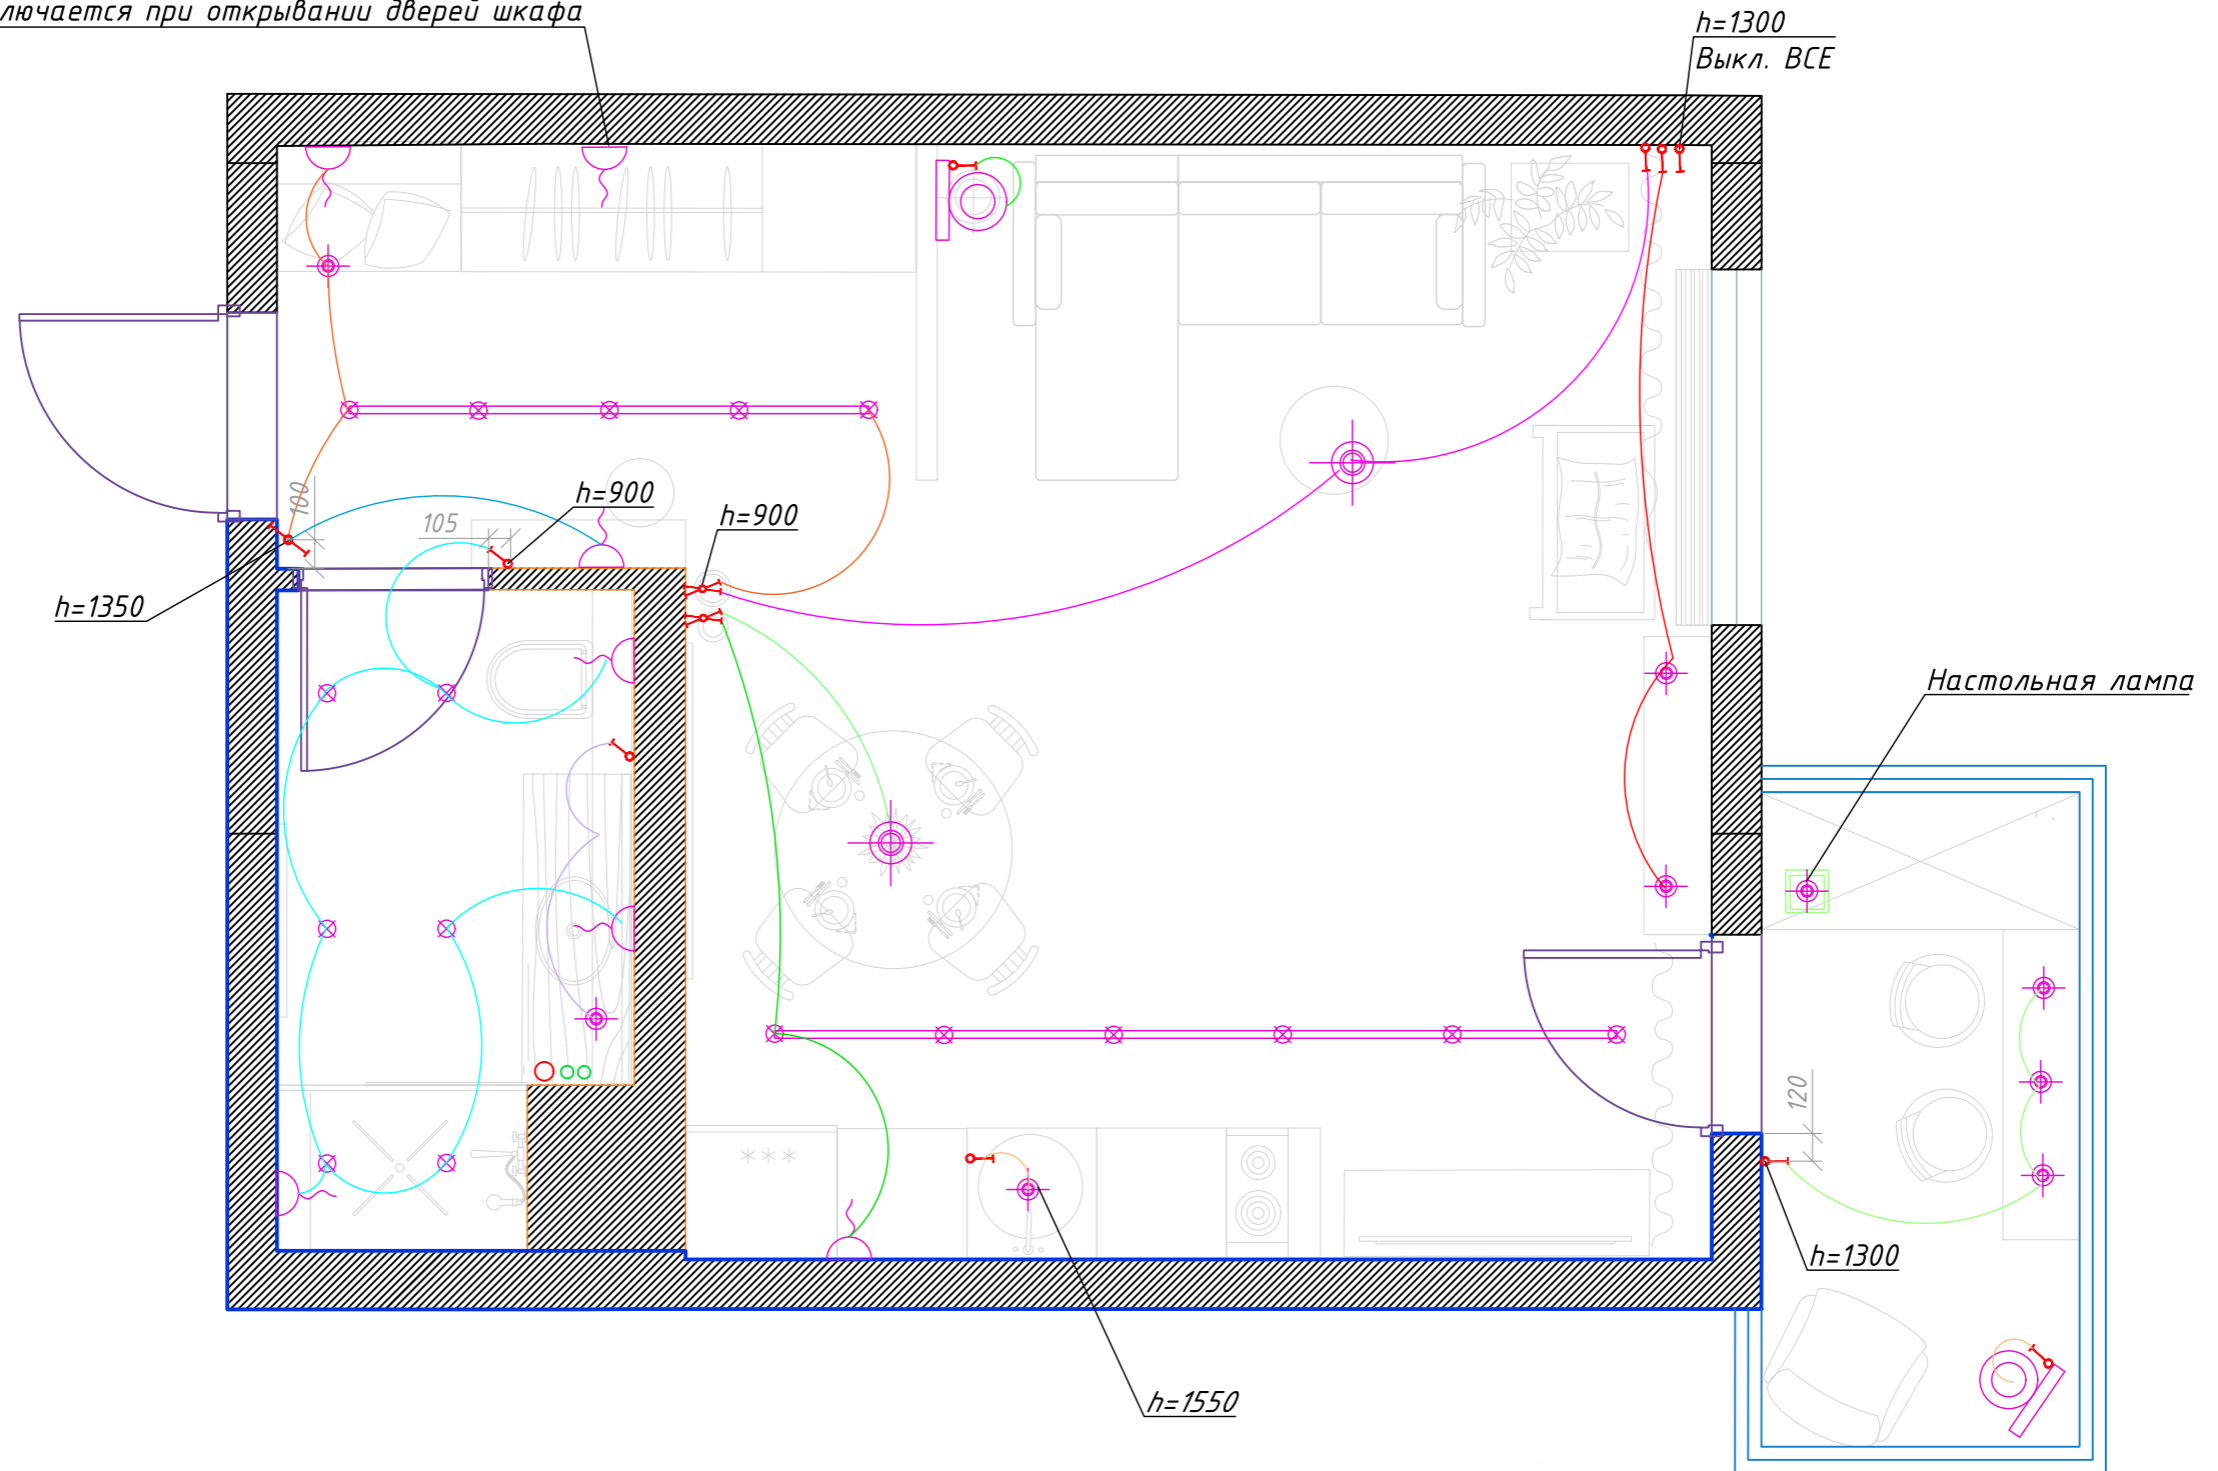 лючается при открывании дверей шкафа
h=1300
Выкл. ВСЕ
h=900
100
105
h=900
h=1350
Настольная лампа
120
h=1300
h=1550